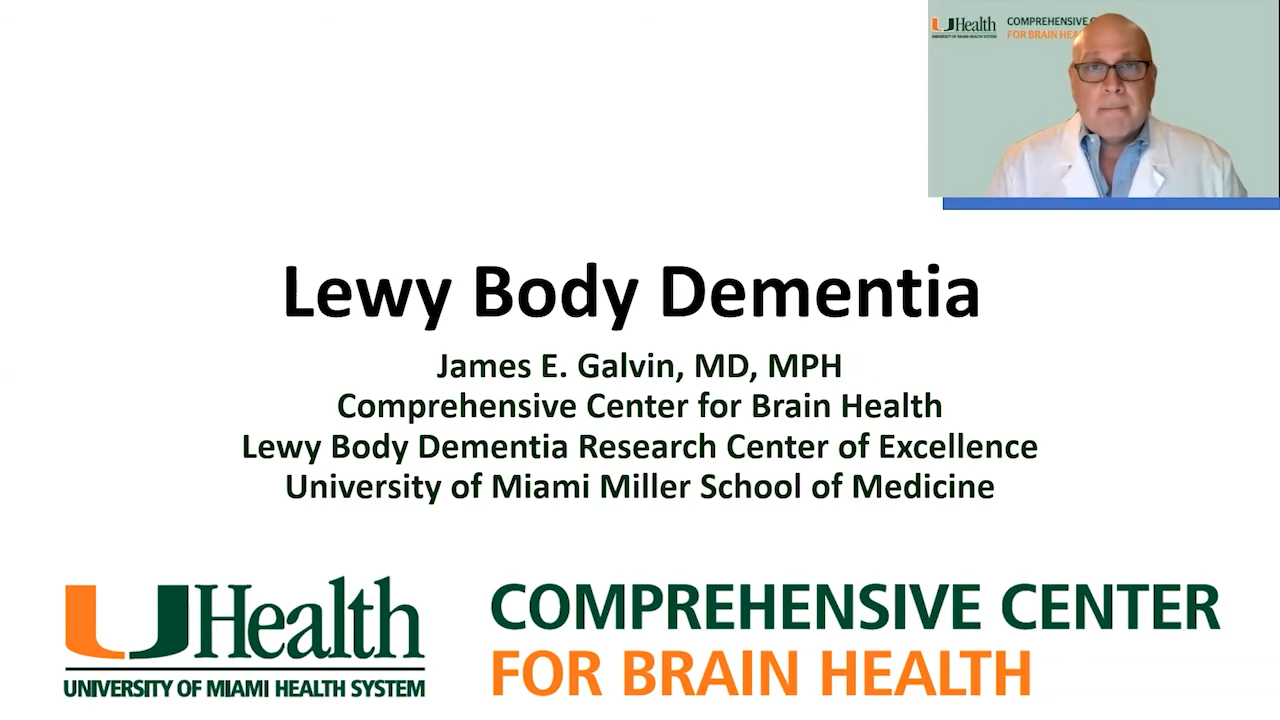 UHealth
UNIVERSITY OF MIAMI HEALTH SYSTEM
COMPREHENSIVE
FOR BRAIN
Lewy Body Dementia
James E. Galvin, MD, MPH
Comprehensive Center for Brain Health
Lewy Body Dementia Research Center of Excellence
University of Miami Miller School of Medicine
UHealth
UNIVERSITY OF MIAMI HEALTH SYSTEM
COMPREHENSIVE CENTER
FOR BRAIN HEALTH